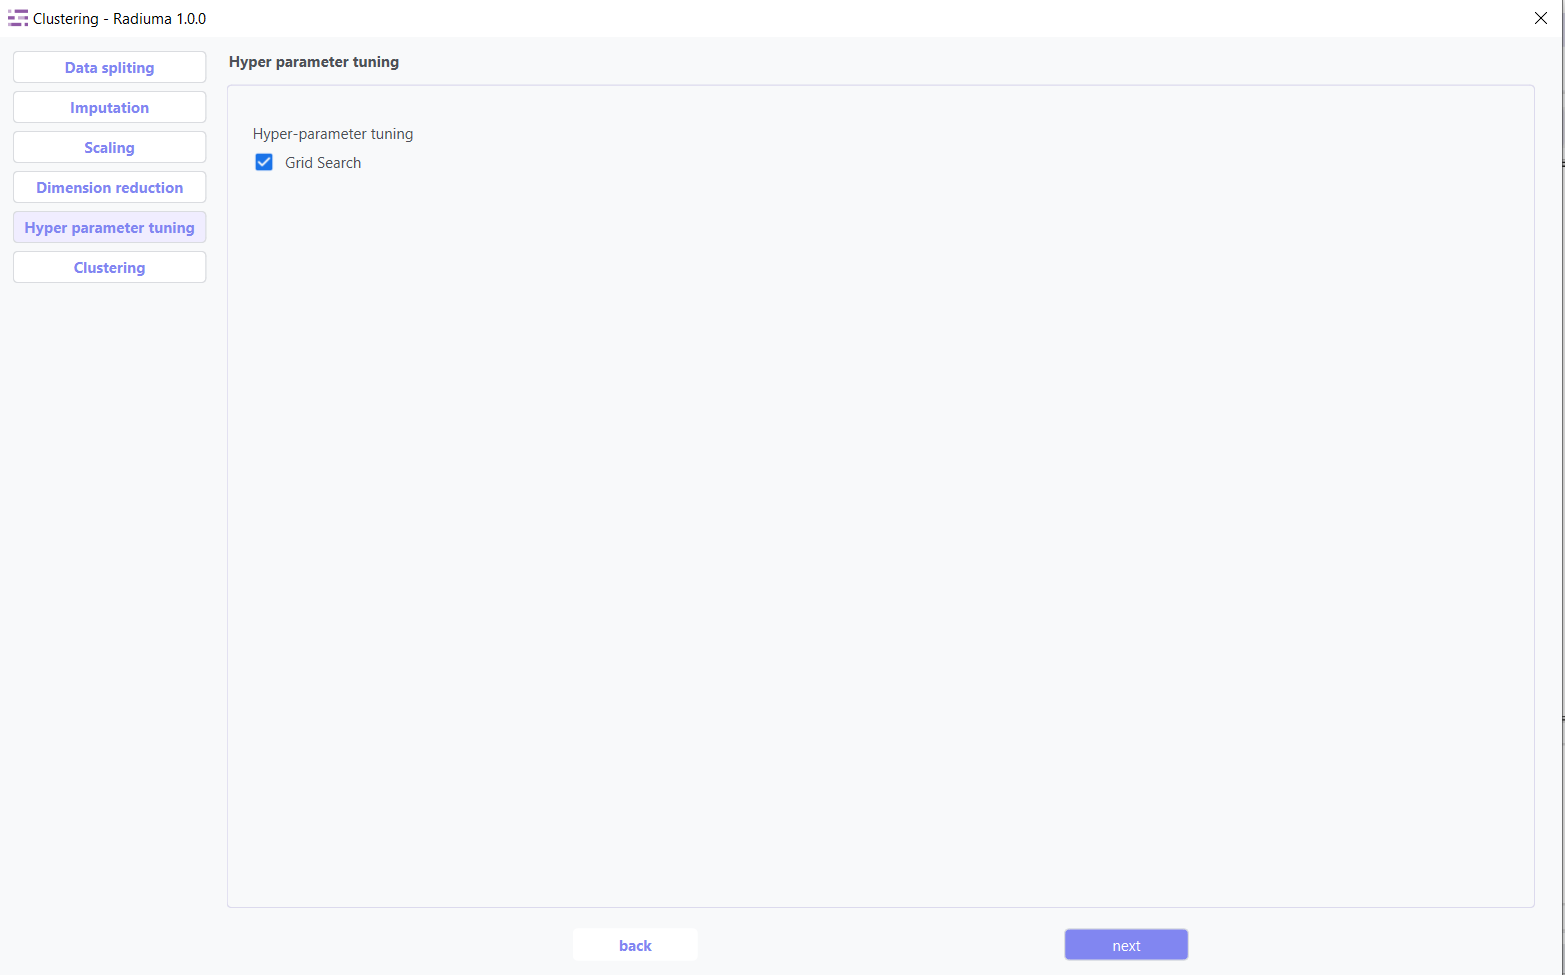 Clustering - Radiuma 1.0.0
Data spliting
Imputation
Scaling
Dimension reduction
Hyper parameter tuning
Clustering
Hyper parameter tuning
Hyper-parameter tuning
Grid Search
back
next